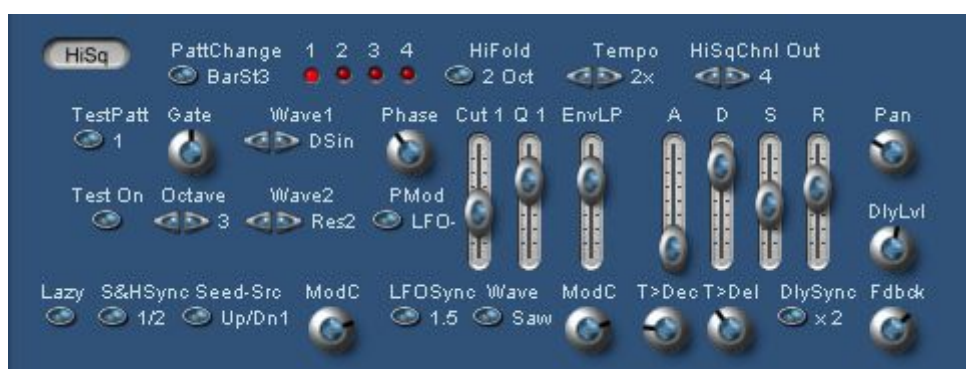 HiSq PattChange 1 2 3 4 HiFold Tempo HiSqChnl Out
BarSt3 2 Oct 2x 4
TestPatt Gate Wave1 Phase Cut 1 Q 1 EnvLP A D S R Pan
1 DSin
Test On Octave Wave2 PMod
3 Res2 LFO-
DlyLvl
Lazy S&HSync Seed-Src ModC LFOSync Wave ModC T>Dec T>Del DlySync Fdbck
1/2 Up/Dn1 1.5 Saw x2